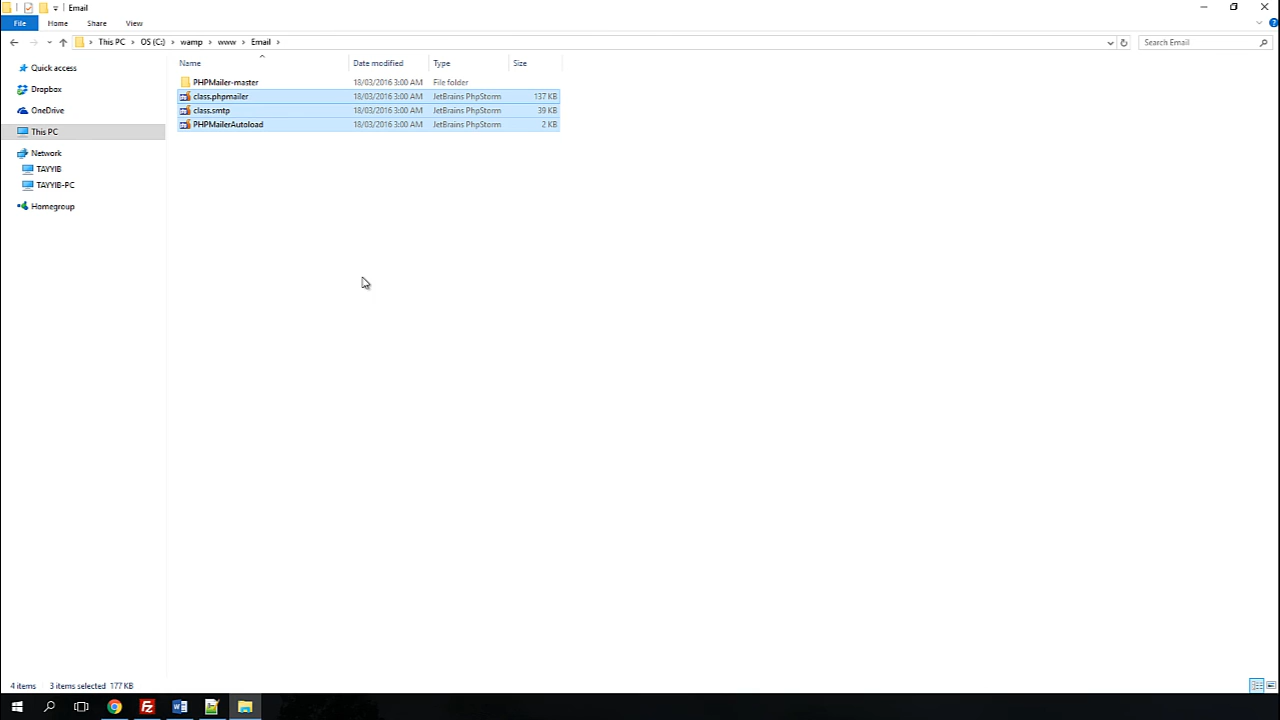 Email
File Home Share View
This PC OS (C:) wamp www Email Search Email
Name Date modified Type Size
Quick access
Dropbox
OneDrive
This PC
Network
TAYYIB
TAYYIB-PC
Homegroup
PHPMailer-master 18/03/2016 3:00 AM File folder
class.phpmailer 18/03/2016 3:00 AM JetBrains PhpStorm 137 KB
class.smtp 18/03/2016 3:00 AM JetBrains PhpStorm 39 KB
PHPMailerAutoload 18/03/2016 3:00 AM JetBrains PhpStorm 2 KB
4 items 3 items selected 177 KB